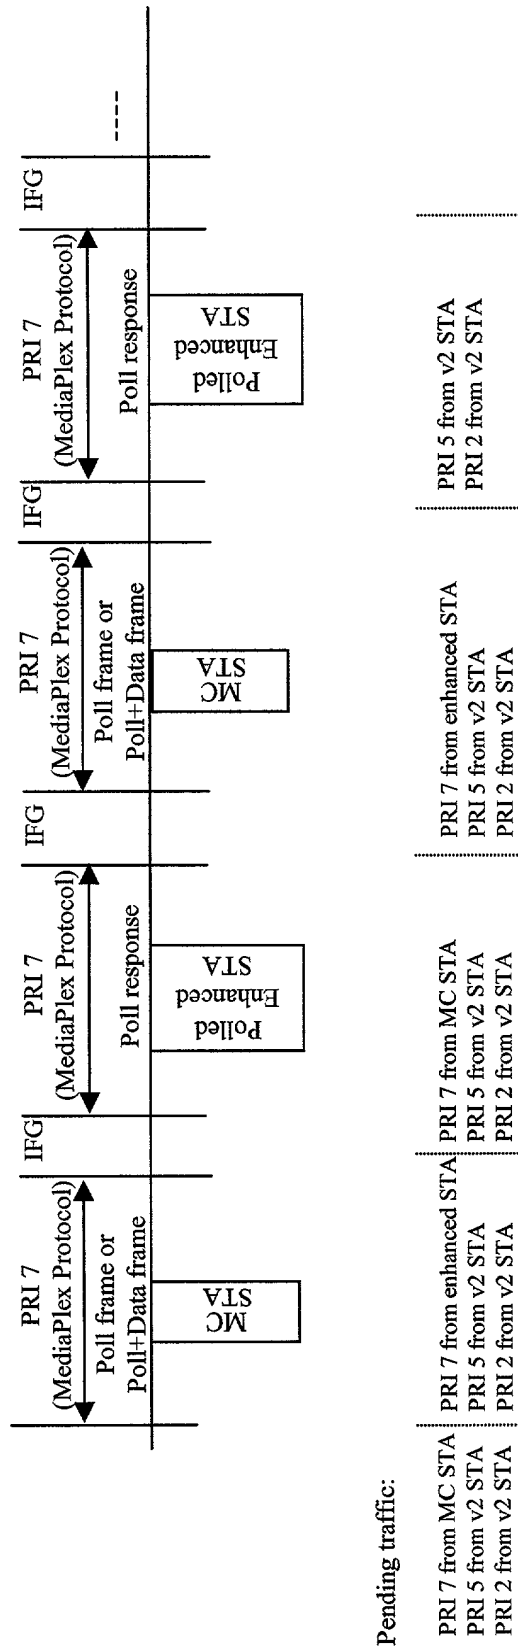 PRI 7
(MediaPlex Protocol)
Poll frame or
Poll+Data frame
MC
STA
IFG
PRI 7
(MediaPlex Protocol)
Poll response
Polled
Enhanced
STA
IFG
PRI 7
(MediaPlex Protocol)
Poll frame or
Poll+Data frame
MC
STA
IFG
PRI 7
(MediaPlex Protocol)
Poll response
Polled
Enhanced
STA
IFG
Pending traffic:
PRI 7 from MC STA
PRI 5 from v2 STA
PRI 2 from v2 STA
PRI 7 from enhanced STA
PRI 5 from v2 STA
PRI 2 from v2 STA
PRI 7 from MC STA
PRI 5 from v2 STA
PRI 2 from v2 STA
PRI 7 from enhanced STA
PRI 5 from v2 STA
PRI 2 from v2 STA
PRI 5 from v2 STA
PRI 2 from v2 STA